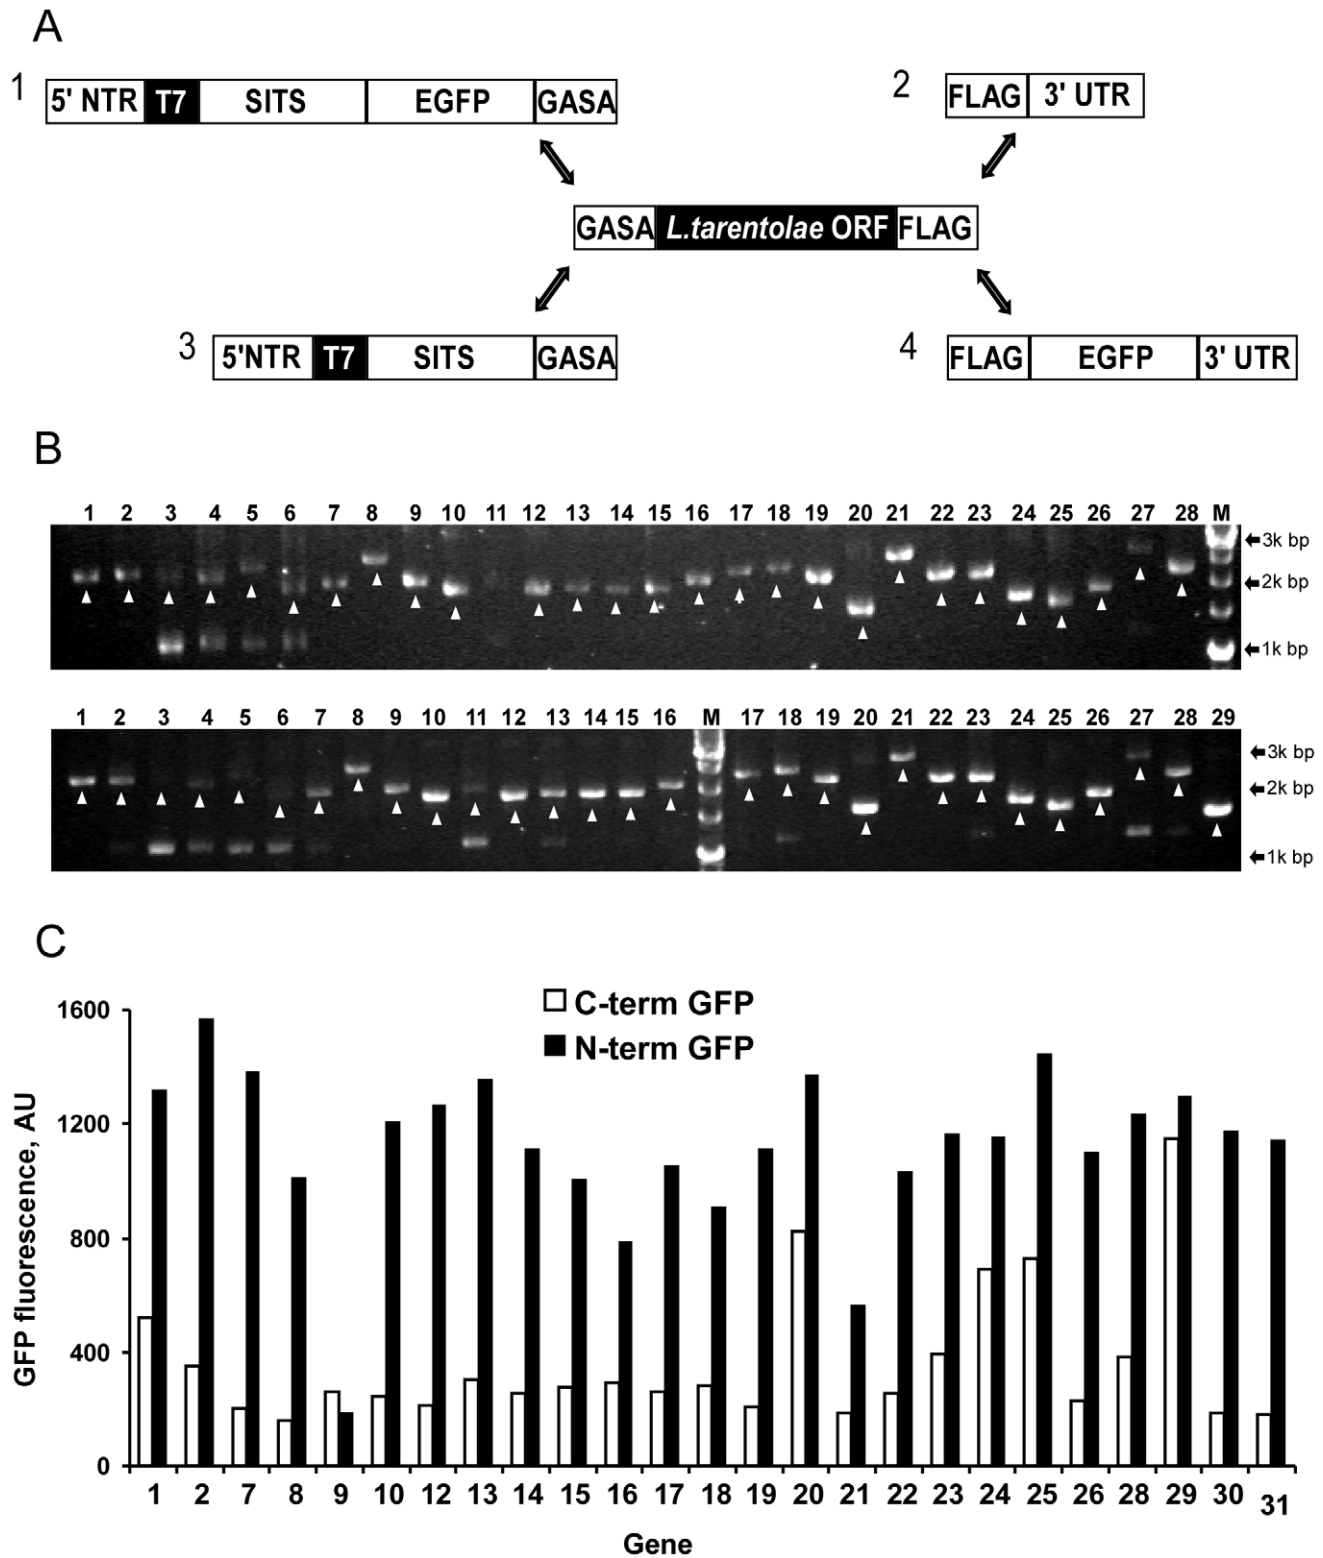 A
1 5' NTR T7 SITS EGFP GASA
2 FLAG 3' UTR
GASA L.tarentolae ORF FLAG
3 5'NTR T7 SITS GASA
4 FLAG EGFP 3' UTR
B
1 2 3 4 5 6 7 8 9 10 11 12 13 14 15 16 17 18 19 20 21 22 23 24 25 26 27 28 M
3k bp
2k bp
1k bp
1 2 3 4 5 6 7 8 9 10 11 12 13 14 15 16 M 17 18 19 20 21 22 23 24 25 26 27 28 29
3k bp
2k bp
1k bp
C
C-term GFP
N-term GFP
GFP fluorescence, AU
1600
1200
800
400
0
1 2 7 8 9 10 12 13 14 15 16 17 18 19 20 21 22 23 24 25 26 28 29 30 31
Gene